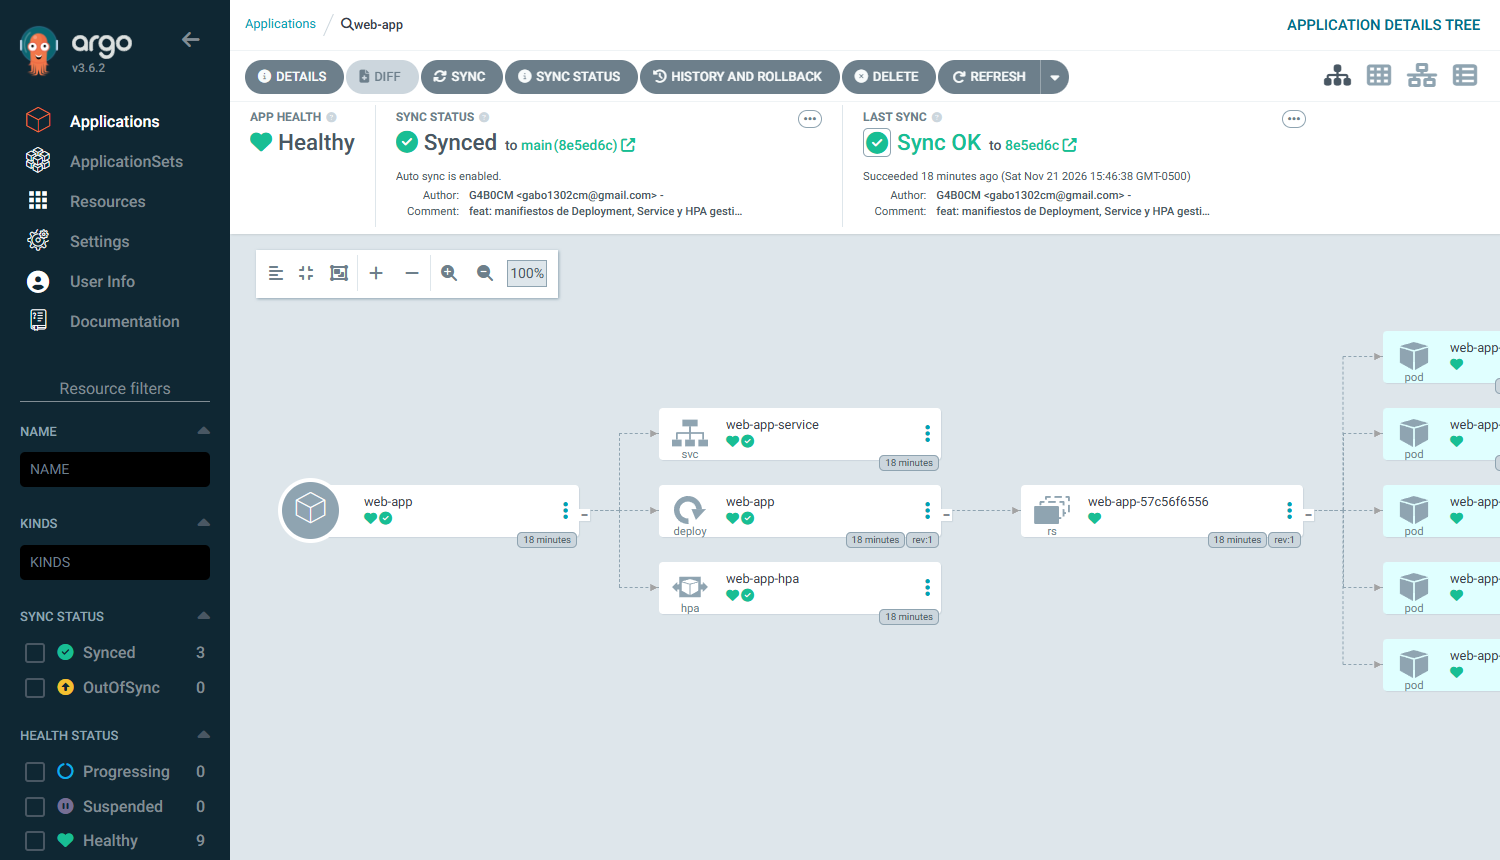 argo
v3.6.2
Applications
ApplicationSets
Resources
Settings
User Info
Documentation
Resource filters
NAME
NAME
KINDS
KINDS
SYNC STATUS
Synced 3
OutOfSync 0
HEALTH STATUS
Progressing 0
Suspended 0
Healthy 9
Applications / web-app
APPLICATION DETAILS TREE
DETAILS DIFF SYNC SYNC STATUS HISTORY AND ROLLBACK DELETE REFRESH
APP HEALTH
Healthy
SYNC STATUS
Synced to main (8e5ed6c)
Auto sync is enabled.
Author: G4B0CM <gabo1302cm@gmail.com> -
Comment: feat: manifiestos de Deployment, Service y HPA gesti...
LAST SYNC
Sync OK to 8e5ed6c
Succeeded 18 minutes ago (Sat Nov 21 2026 15:46:38 GMT-0500)
Author: G4B0CM <gabo1302cm@gmail.com> -
Comment: feat: manifiestos de Deployment, Service y HPA gesti...
100%
web-app
18 minutes
svc
web-app-service
18 minutes
deploy
web-app
18 minutes rev:1
hpa
web-app-hpa
18 minutes
rs
web-app-57c56f6556
18 minutes rev:1
pod
web-app-
pod
web-app-
pod
web-app-
pod
web-app-
pod
web-app-